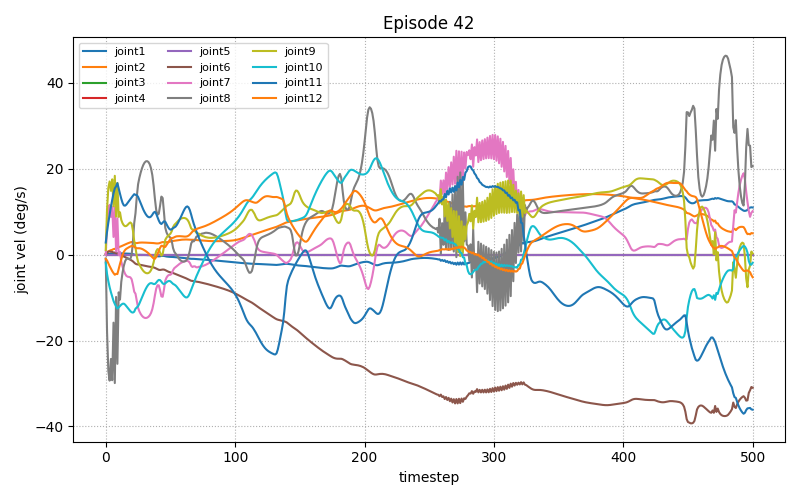 Episode 42
joint1 joint5 joint9
joint2 joint6 joint10
joint3 joint7 joint11
joint4 joint8 joint12
joint vel (deg/s)
40
20
0
−20
−40
0 100 200 300 400 500
timestep